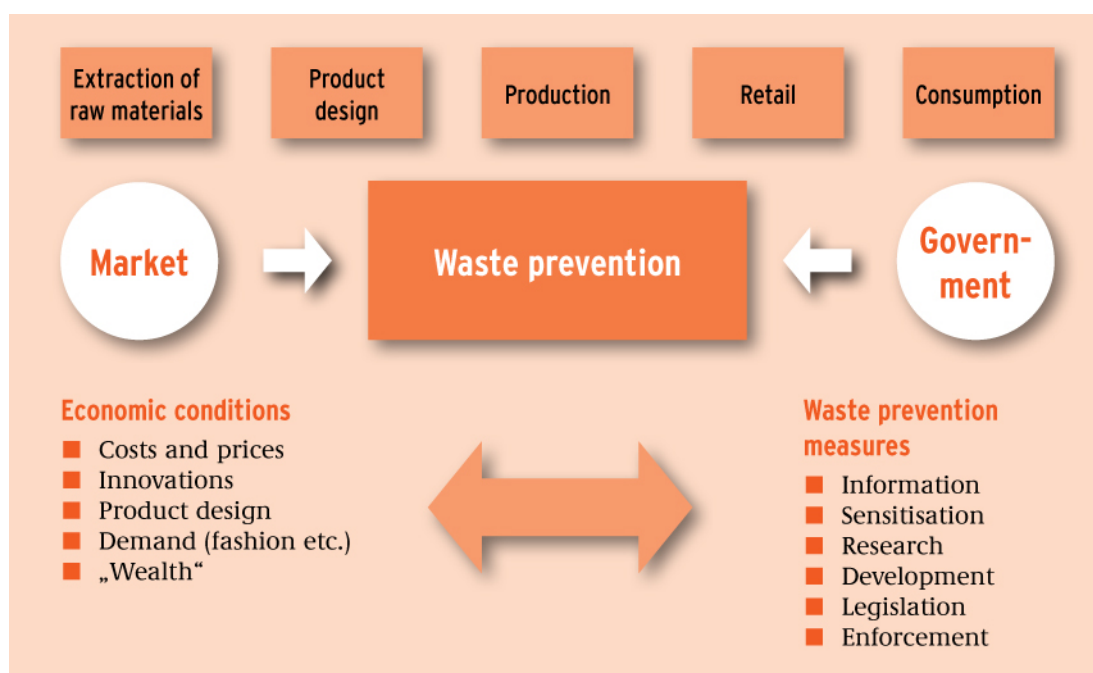 Extraction of
raw materials
Product
design
Production
Retail
Consumption
Market
Waste prevention
Govern-
ment
Economic conditions
■ Costs and prices
■ Innovations
■ Product design
■ Demand (fashion etc.)
■ „Wealth“
Waste prevention
measures
■ Information
■ Sensitisation
■ Research
■ Development
■ Legislation
■ Enforcement